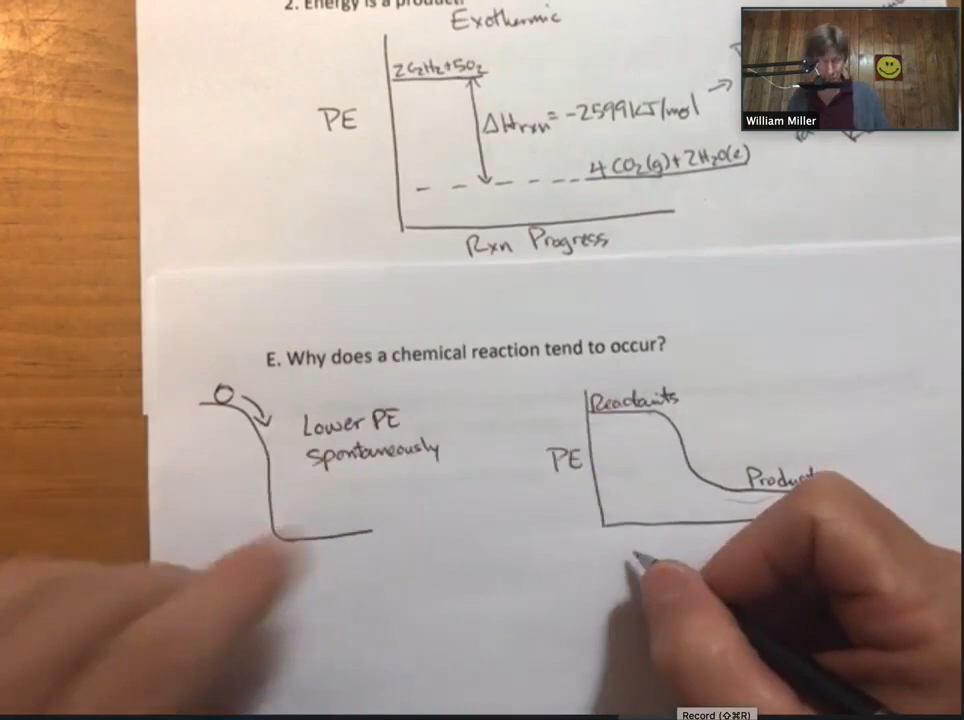 2. Energy is a product.
Exothermic
2C2H2+5O2
PE
ΔHrxn = -2599kJ/mol →
4CO2(g)+2H2O(l)
Rxn Progress
William Miller
E. Why does a chemical reaction tend to occur?
Lower PE
spontaneously
Reactants
PE
Product
Record (⇧⌘R)